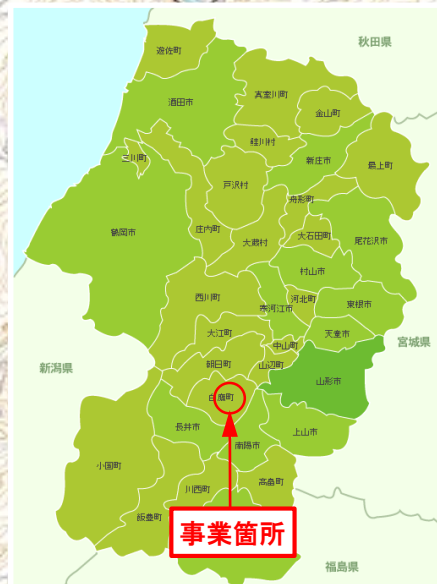 秋田県
遊佐町
真室川町
酒田市
金山町
鮭川村
新庄市
三川町
最上町
戸沢村
舟形町
庄内町
大石田町
鶴岡市
大蔵村
尾花沢市
村山市
西川町
河北町
寒河江市
東根市
大江町
天童市
宮城県
中山町
朝日町
山辺町
新潟県
山形市
白鷹町
長井市
上山市
南陽市
小国町
高畠町
川西町
飯豊町
事業箇所
福島県